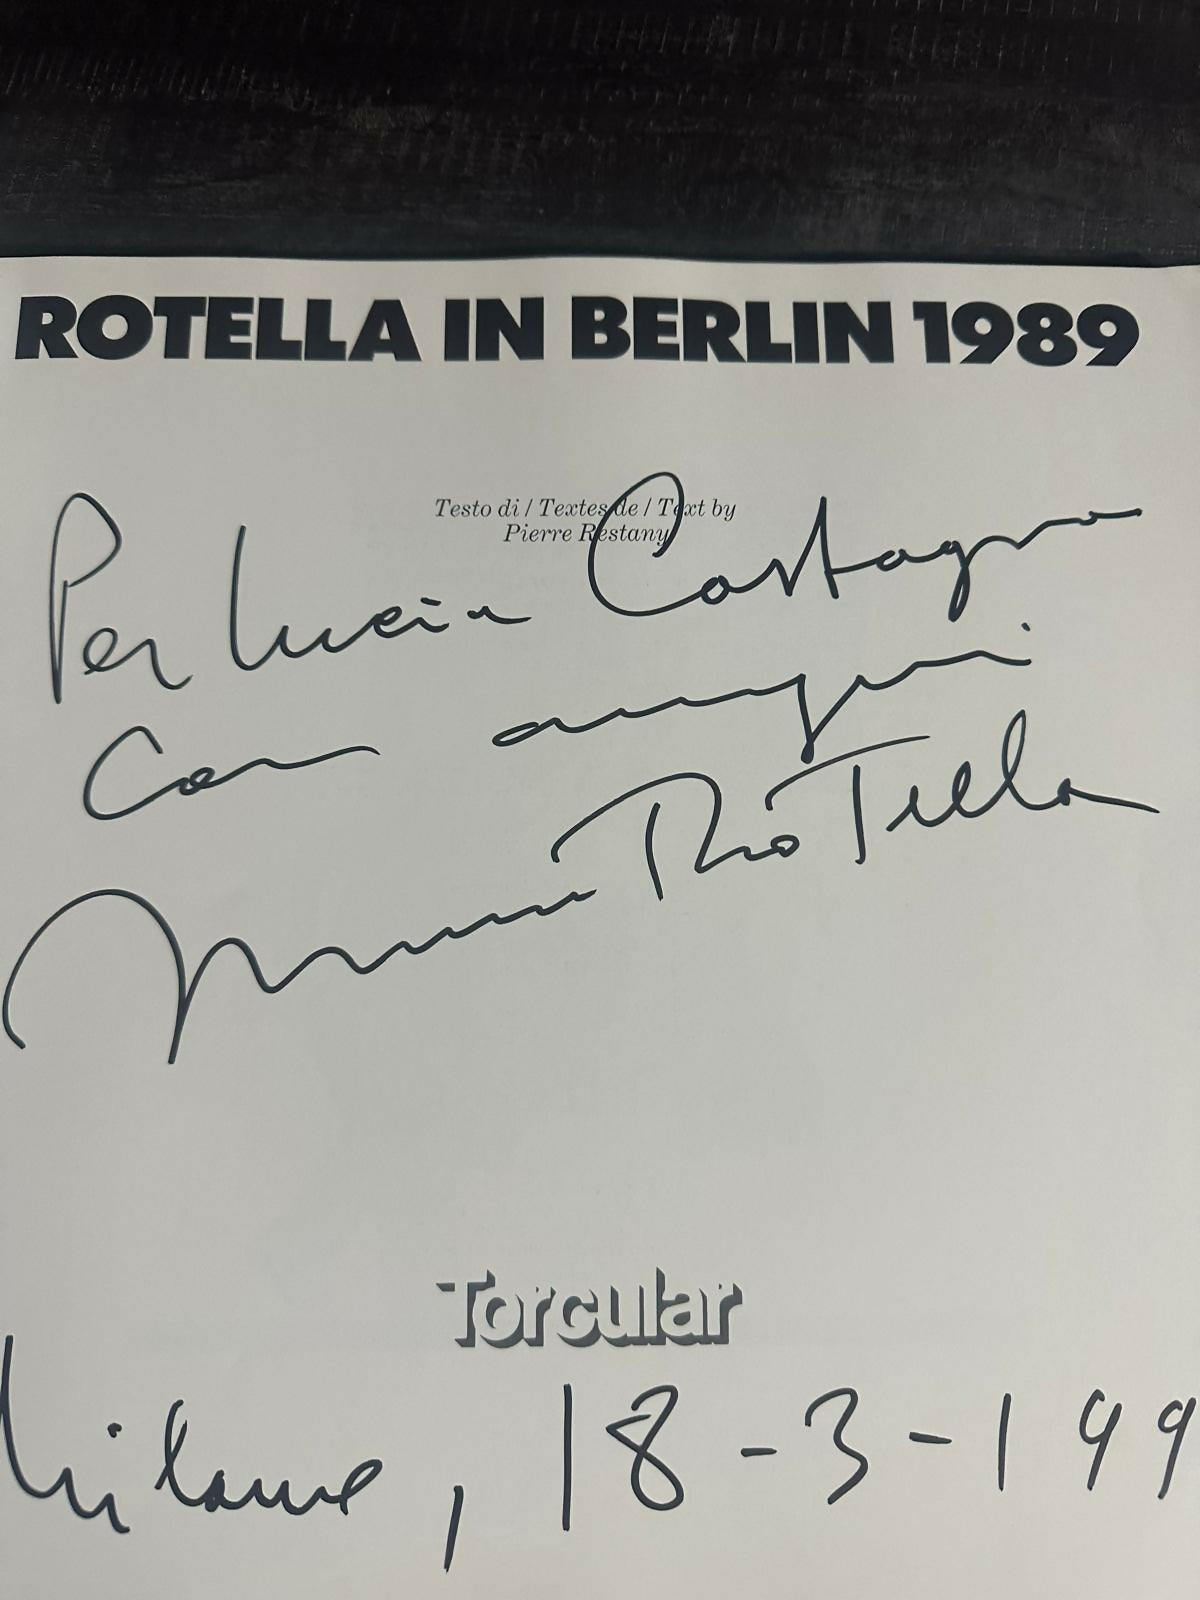 ROTELLA IN BERLIN 1989
Testo di / Textes de / Text by
Pierre Restany
Per Lucia Castagna
Con auguri
Mimmo Rotella
Torcular
Milano, 18-3-199